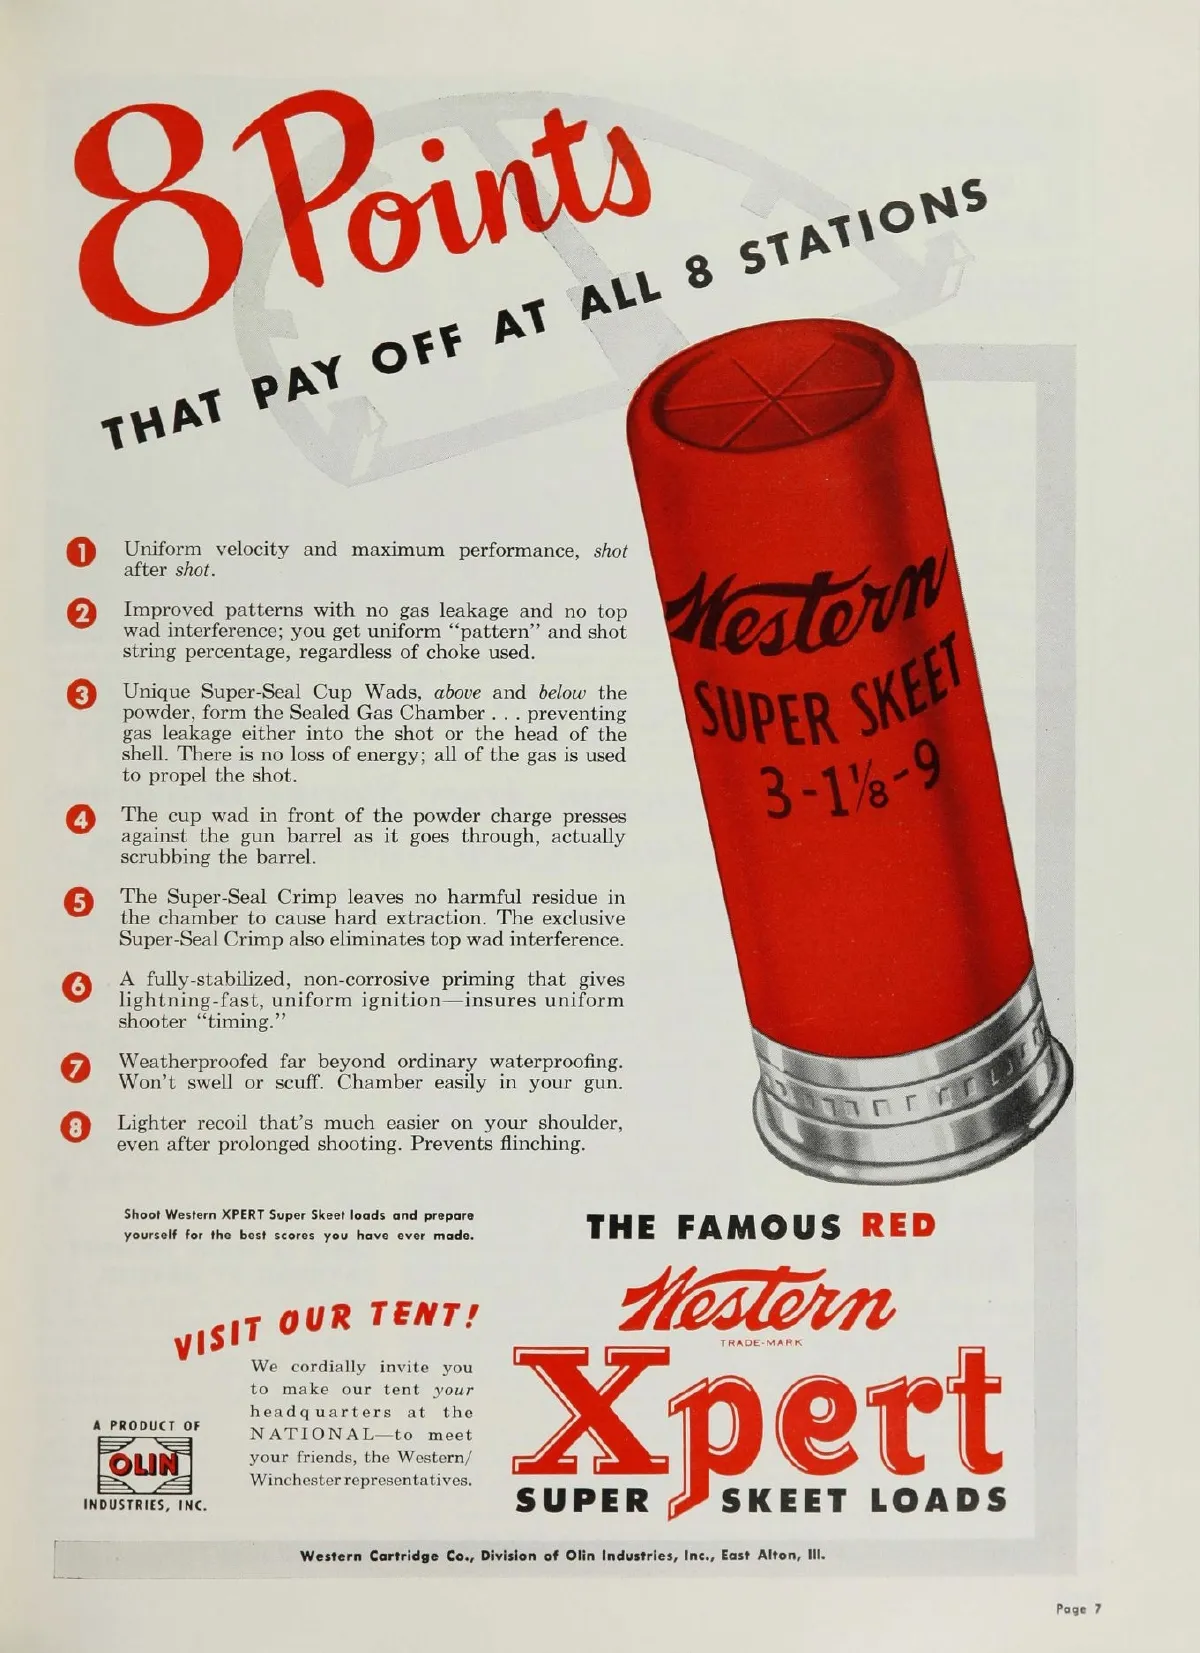 8 Points
THAT PAY OFF AT ALL 8 STATIONS
1 Uniform velocity and maximum performance, shot
after shot.
2 Improved patterns with no gas leakage and no top
wad interference; you get uniform “pattern” and shot
string percentage, regardless of choke used.
3 Unique Super-Seal Cup Wads, above and below the
powder, form the Sealed Gas Chamber . . . preventing
gas leakage either into the shot or the head of the
shell. There is no loss of energy; all of the gas is used
to propel the shot.
4 The cup wad in front of the powder charge presses
against the gun barrel as it goes through, actually
scrubbing the barrel.
5 The Super-Seal Crimp leaves no harmful residue in
the chamber to cause hard extraction. The exclusive
Super-Seal Crimp also eliminates top wad interference.
6 A fully-stabilized, non-corrosive priming that gives
lightning-fast, uniform ignition—insures uniform
shooter “timing.”
7 Weatherproofed far beyond ordinary waterproofing.
Won’t swell or scuff. Chamber easily in your gun.
8 Lighter recoil that’s much easier on your shoulder,
even after prolonged shooting. Prevents flinching.
Western
SUPER SKEET
3-1⅛-9
Shoot Western XPERT Super Skeet loads and prepare
yourself for the best scores you have ever made.
VISIT OUR TENT!
We cordially invite you
to make our tent your
headquarters at the
NATIONAL—to meet
your friends, the Western/
Winchester representatives.
A PRODUCT OF
OLIN
INDUSTRIES, INC.
THE FAMOUS RED
Western
TRADE-MARK
Xpert
SUPER SKEET LOADS
Western Cartridge Co., Division of Olin Industries, Inc., East Alton, Ill.
Page 7